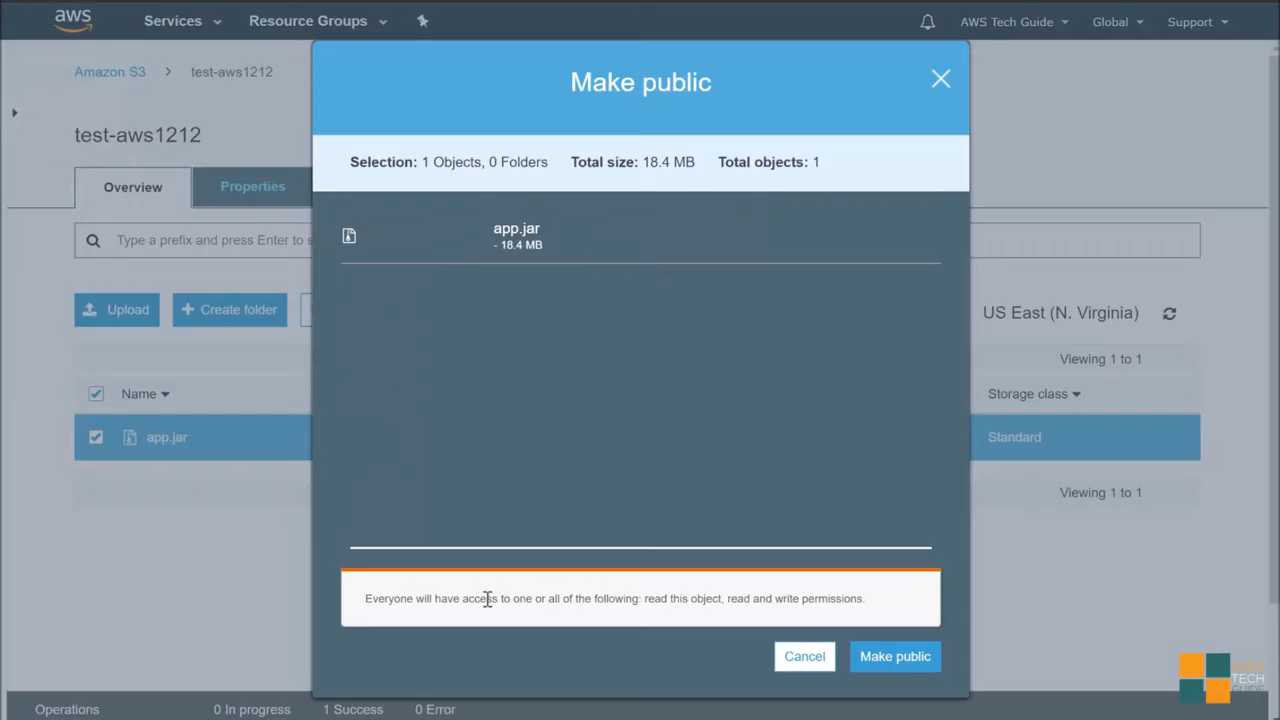 aws
Services
Resource Groups
AWS Tech Guide
Global
Support
Amazon S3
test-aws1212
test-aws1212
Overview
Properties
Type a prefix and press Enter to s
Upload
Create folder
US East (N. Virginia)
Viewing 1 to 1
Name
Storage class
app.jar
Standard
Viewing 1 to 1
Make public
Selection: 1 Objects, 0 Folders
Total size: 18.4 MB
Total objects: 1
app.jar
- 18.4 MB
Everyone will have access to one or all of the following: read this object, read and write permissions.
Cancel
Make public
Operations
0 In progress
1 Success
0 Error
AWS
TECH
GUIDE